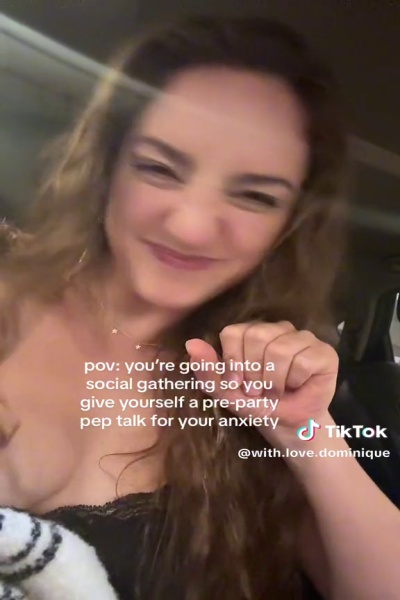 pov: you're going into a
social gathering so you
give yourself a pre-party
pep talk for your anxiety
TikTok
@with.love.dominique